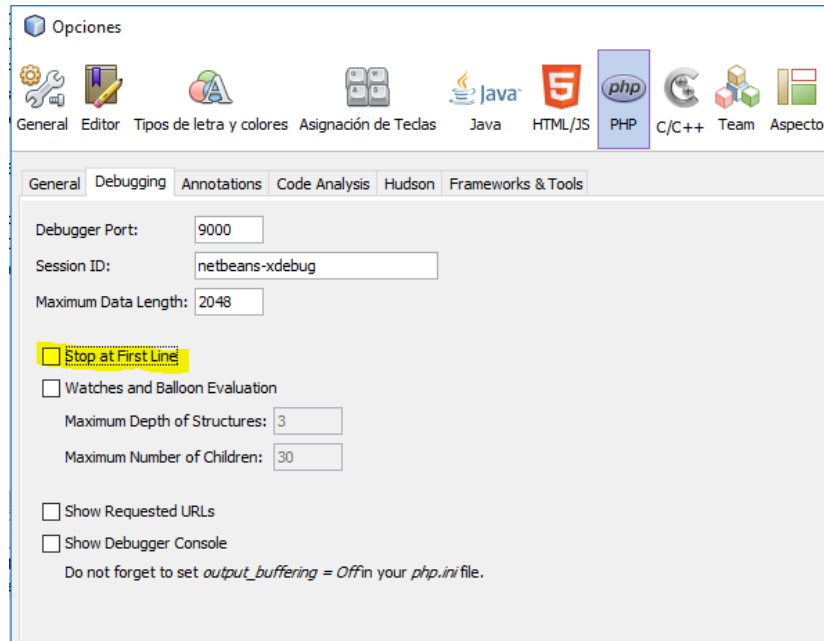 Opciones
General Editor Tipos de letra y colores Asignación de Teclas Java HTML/JS PHP C/C++ Team Aspecto
General Debugging Annotations Code Analysis Hudson Frameworks & Tools
Debugger Port: 9000
Session ID: netbeans-xdebug
Maximum Data Length: 2048
Stop at First Line
Watches and Balloon Evaluation
Maximum Depth of Structures: 3
Maximum Number of Children: 30
Show Requested URLs
Show Debugger Console
Do not forget to set output_buffering = Off in your php.ini file.